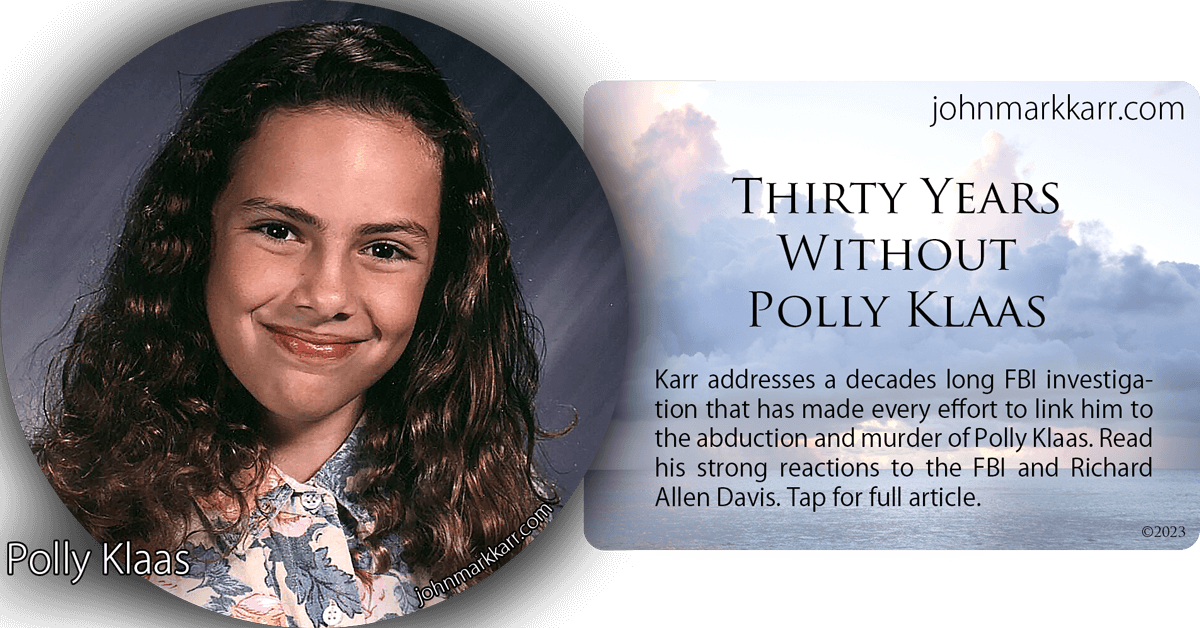 johnmarkkarr.com
Thirty Years
Without
Polly Klaas
Karr addresses a decades long FBI investiga-
tion that has made every effort to link him to
the abduction and murder of Polly Klaas. Read
his strong reactions to the FBI and Richard
Allen Davis. Tap for full article.
©2023
Polly Klaas
johnmarkkarr.com